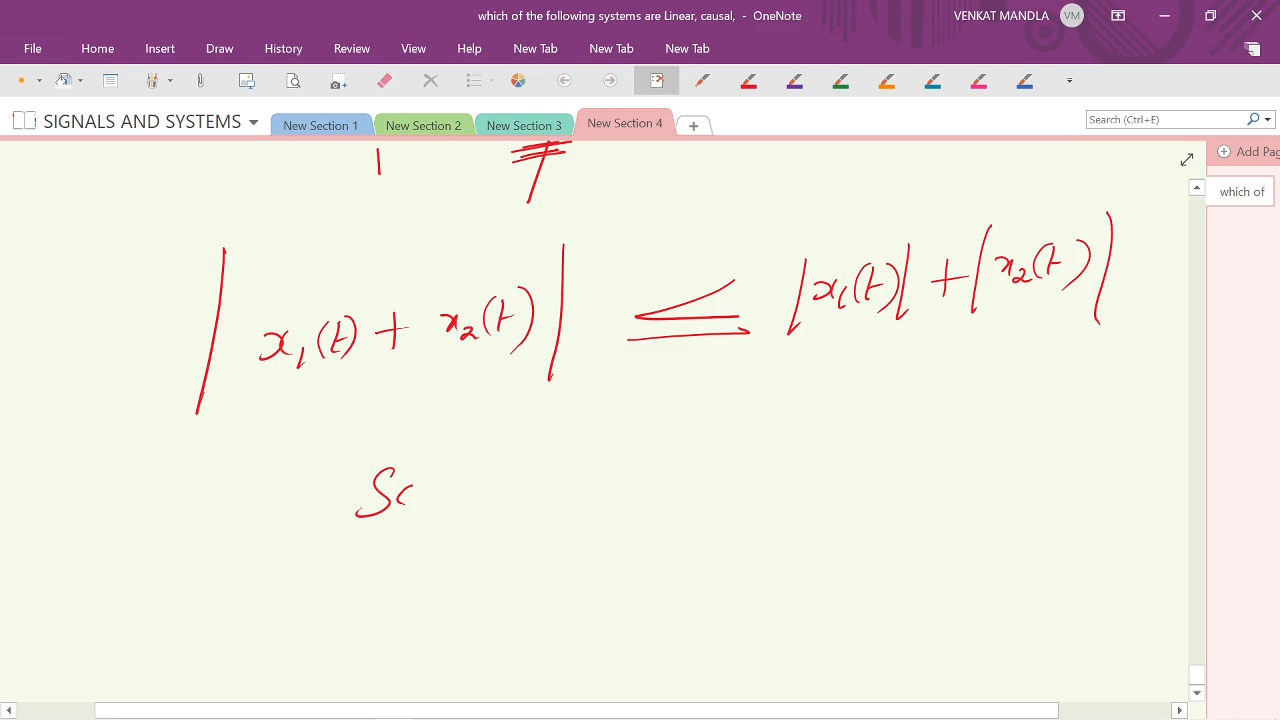 which of the following systems are Linear, causal, - OneNote
VENKAT MANDLA VM
File Home Insert Draw History Review View Help New Tab New Tab New Tab
SIGNALS AND SYSTEMS New Section 1 New Section 2 New Section 3 New Section 4 Search (Ctrl+E)
Add Pag
which of
| x₁(t) + x₂(t) | ≤ |x₁(t)| + |x₂(t)|